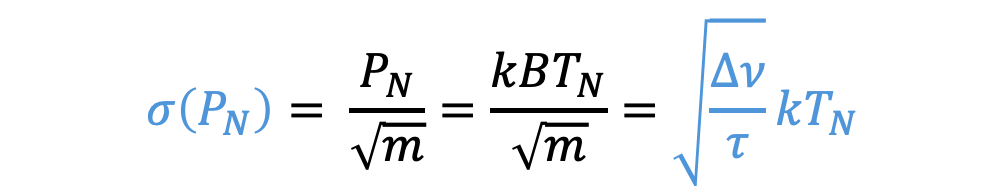 σ(P_N) = P_N/√m = kBT_N/√m = √(Δν/τ) kT_N